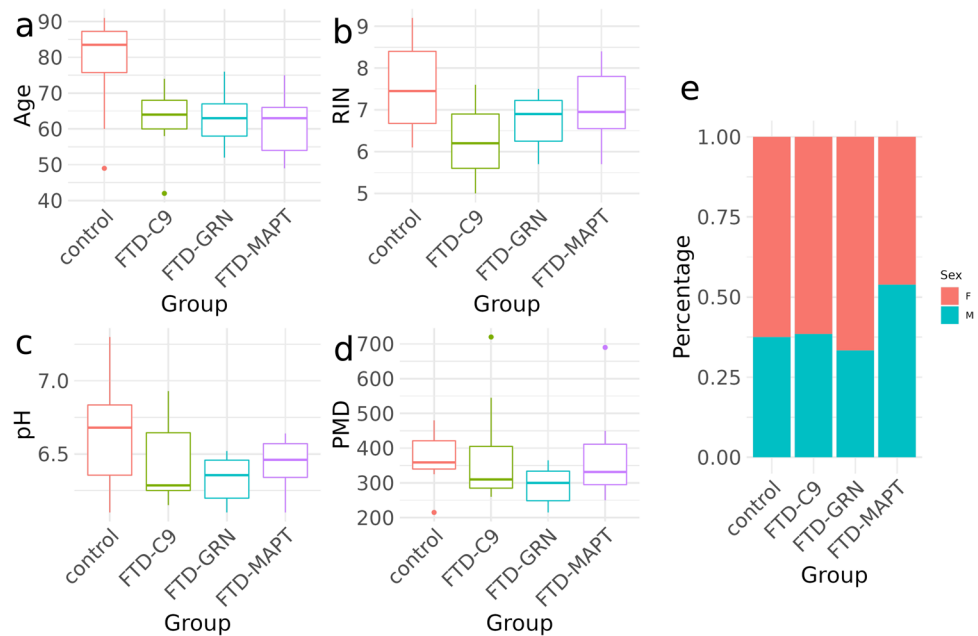 a
Age
90
80
70
60
50
40
control
FTD-C9
FTD-GRN
FTD-MAPT
Group
b
RIN
9
8
7
6
5
control
FTD-C9
FTD-GRN
FTD-MAPT
Group
c
pH
7.0
6.5
control
FTD-C9
FTD-GRN
FTD-MAPT
Group
d
PMD
700
600
500
400
300
200
control
FTD-C9
FTD-GRN
FTD-MAPT
Group
e
Percentage
1.00
0.75
0.50
0.25
0.00
control
FTD-C9
FTD-GRN
FTD-MAPT
Group
Sex
F
M